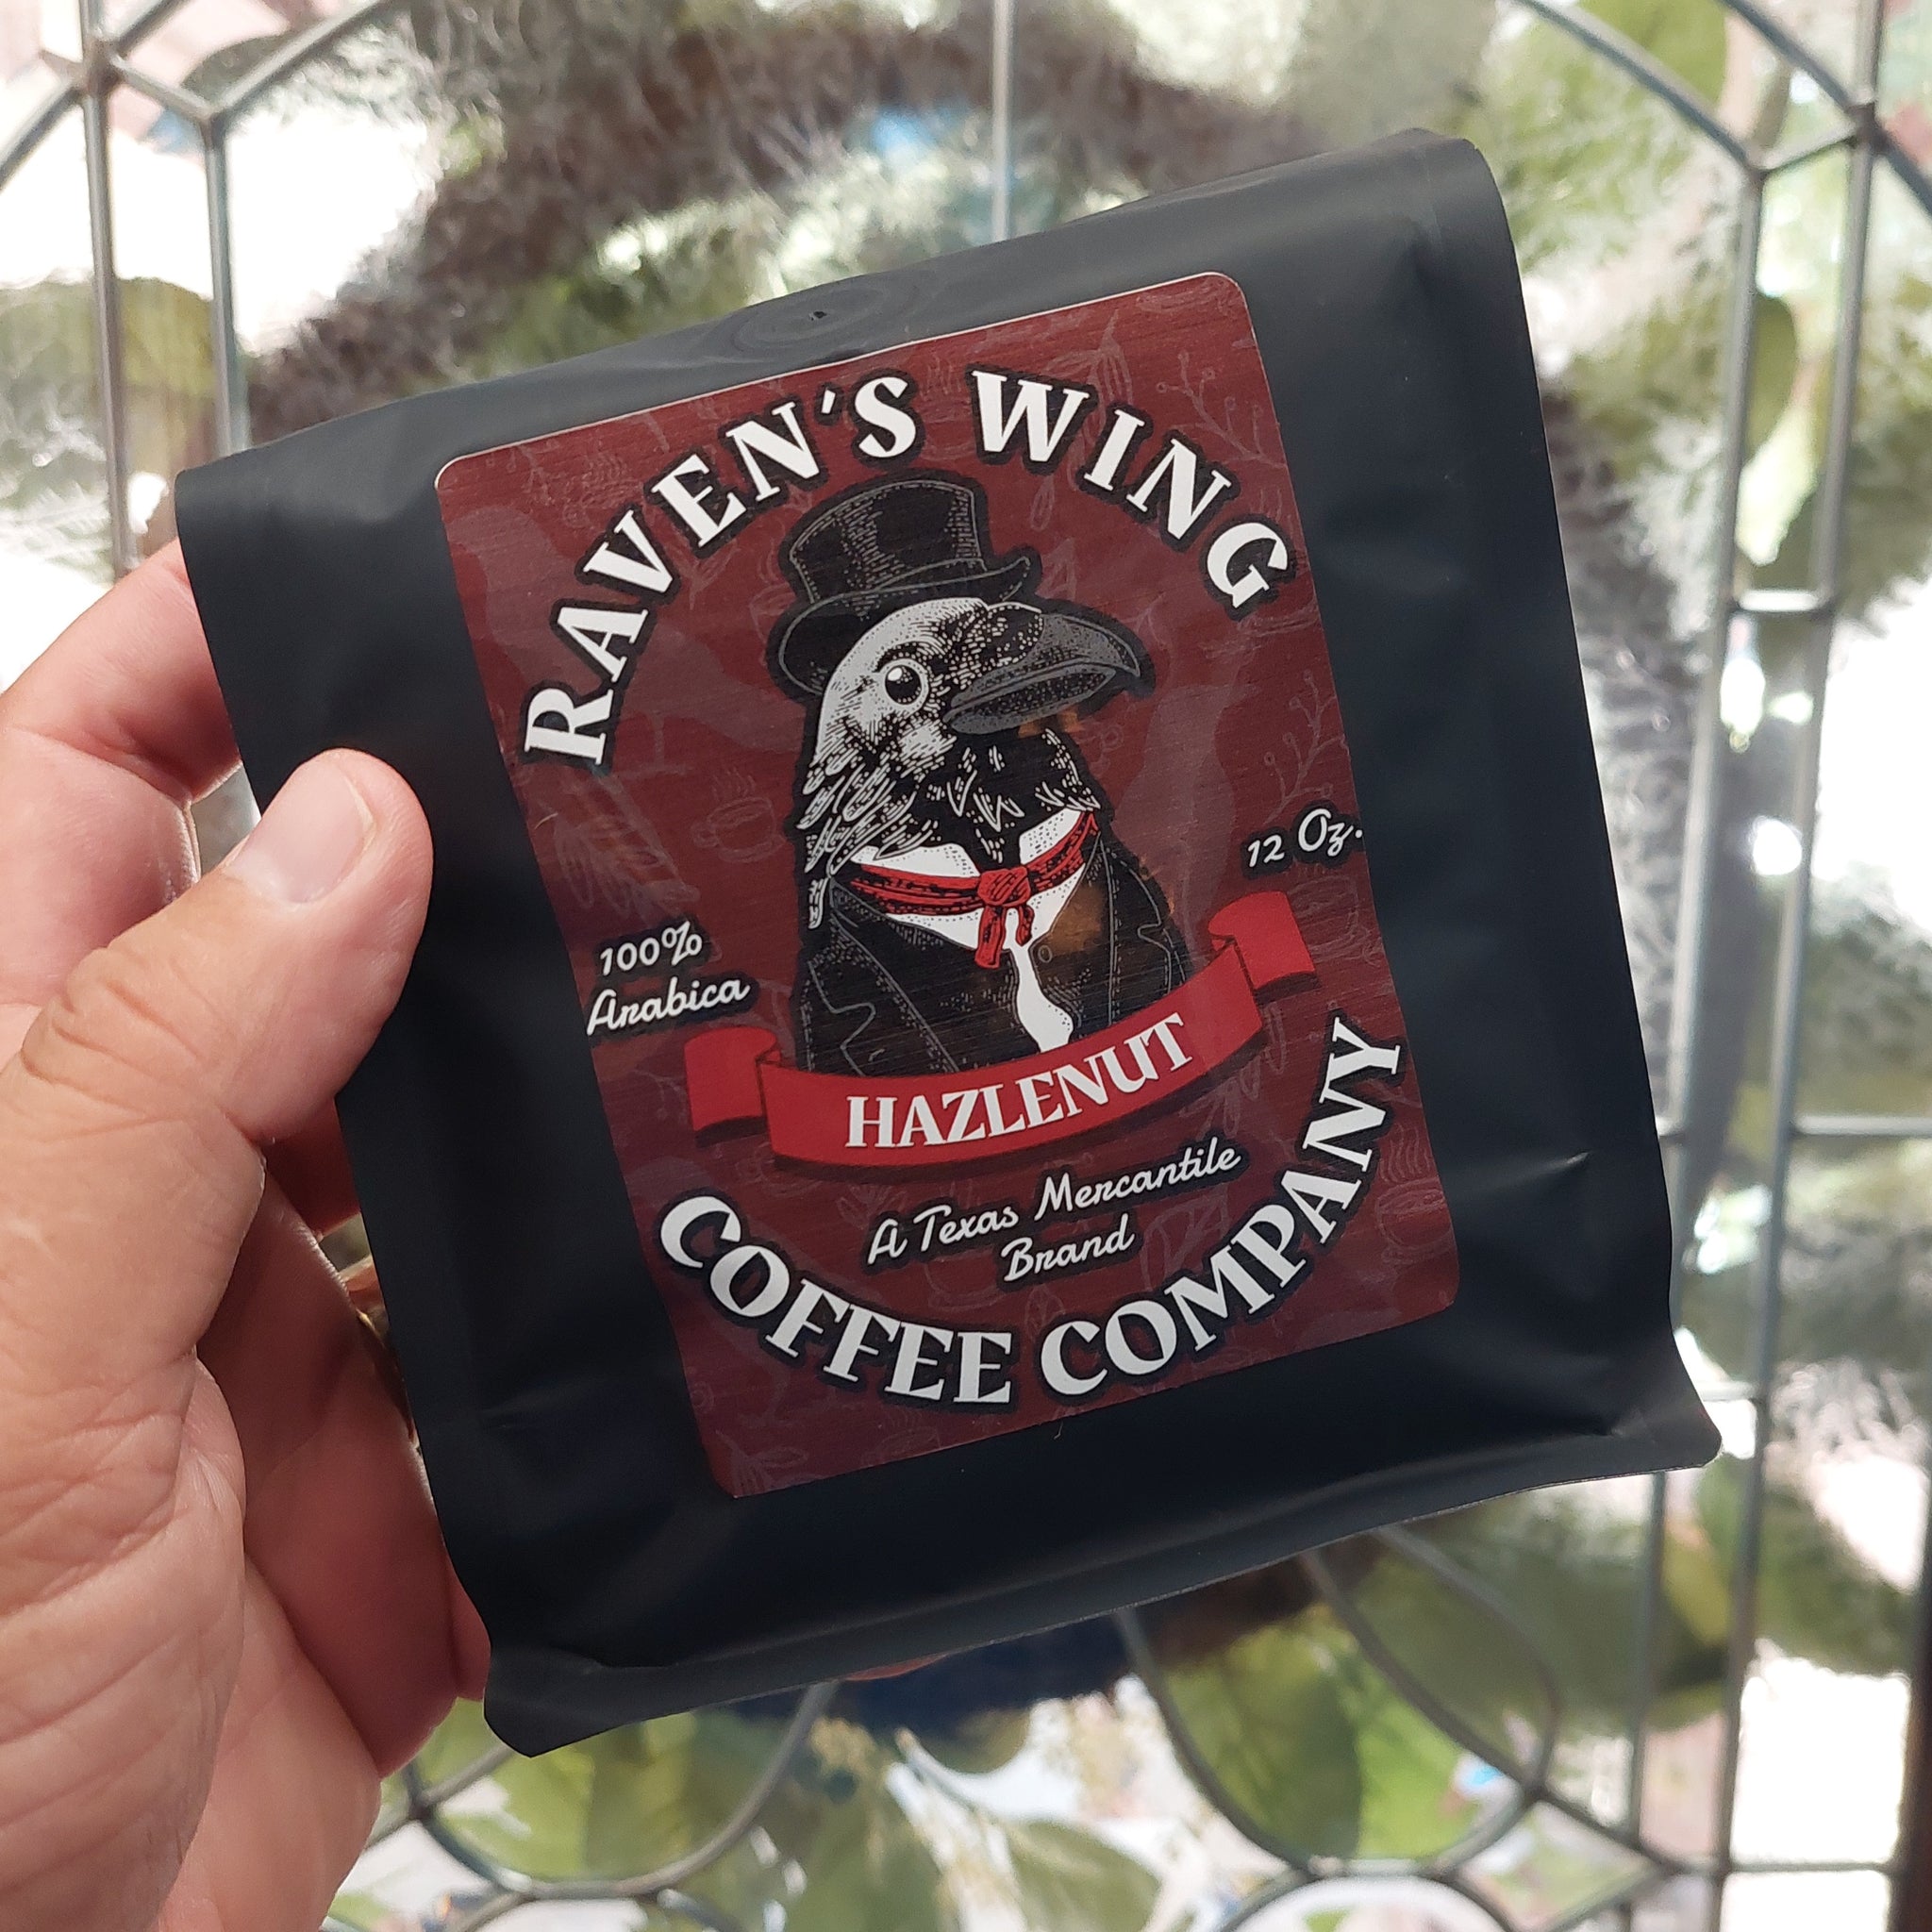 RAVEN'S WING
12 Oz.
100%
Arabica
HAZLENUT
A Texas Mercantile
Brand
COFFEE COMPANY